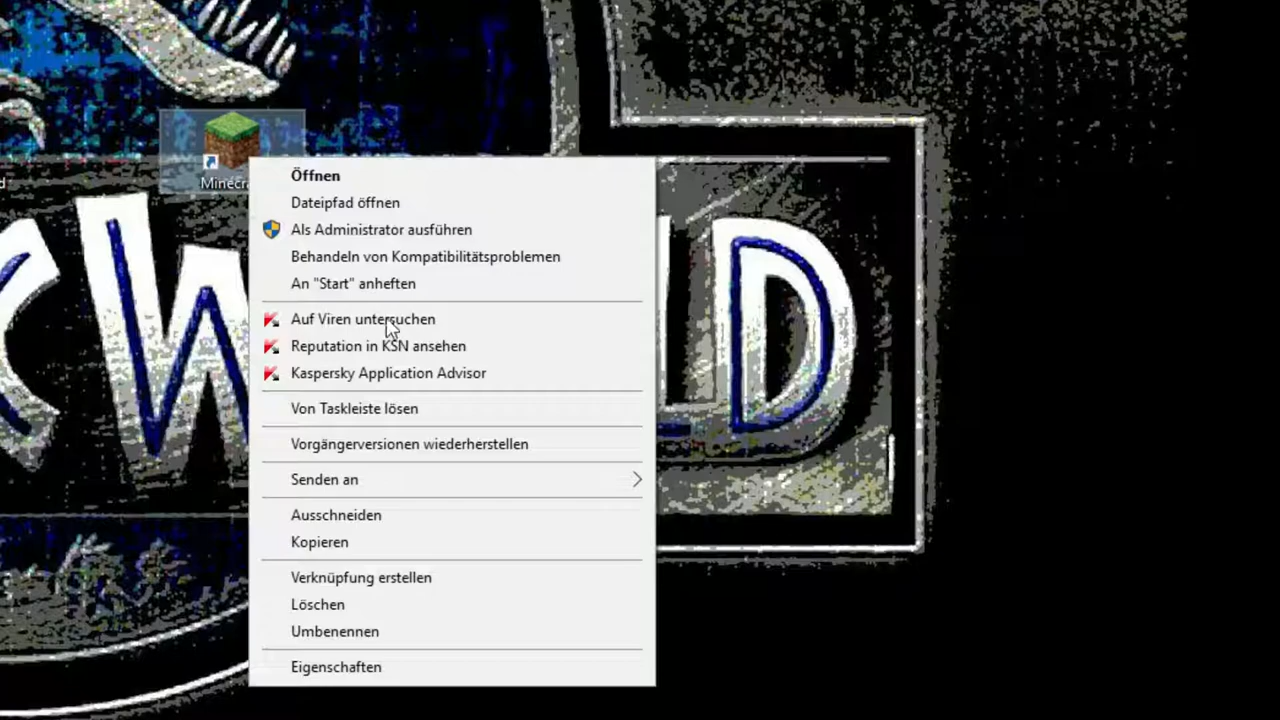 Öffnen
Dateipfad öffnen
Als Administrator ausführen
Behandeln von Kompatibilitätsproblemen
An "Start" anheften
Auf Viren untersuchen
Reputation in KSN ansehen
Kaspersky Application Advisor
Von Taskleiste lösen
Vorgängerversionen wiederherstellen
Senden an
Ausschneiden
Kopieren
Verknüpfung erstellen
Löschen
Umbenennen
Eigenschaften